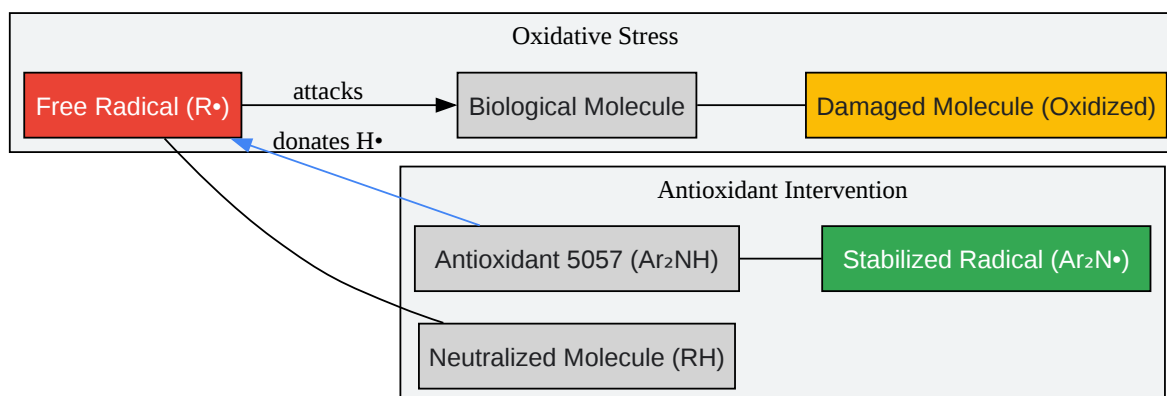 Oxidative Stress
Free Radical (R•)
attacks
Biological Molecule
Damaged Molecule (Oxidized)
donates H•
Antioxidant Intervention
Antioxidant 5057 (Ar₂NH)
Stabilized Radical (Ar₂N•)
Neutralized Molecule (RH)